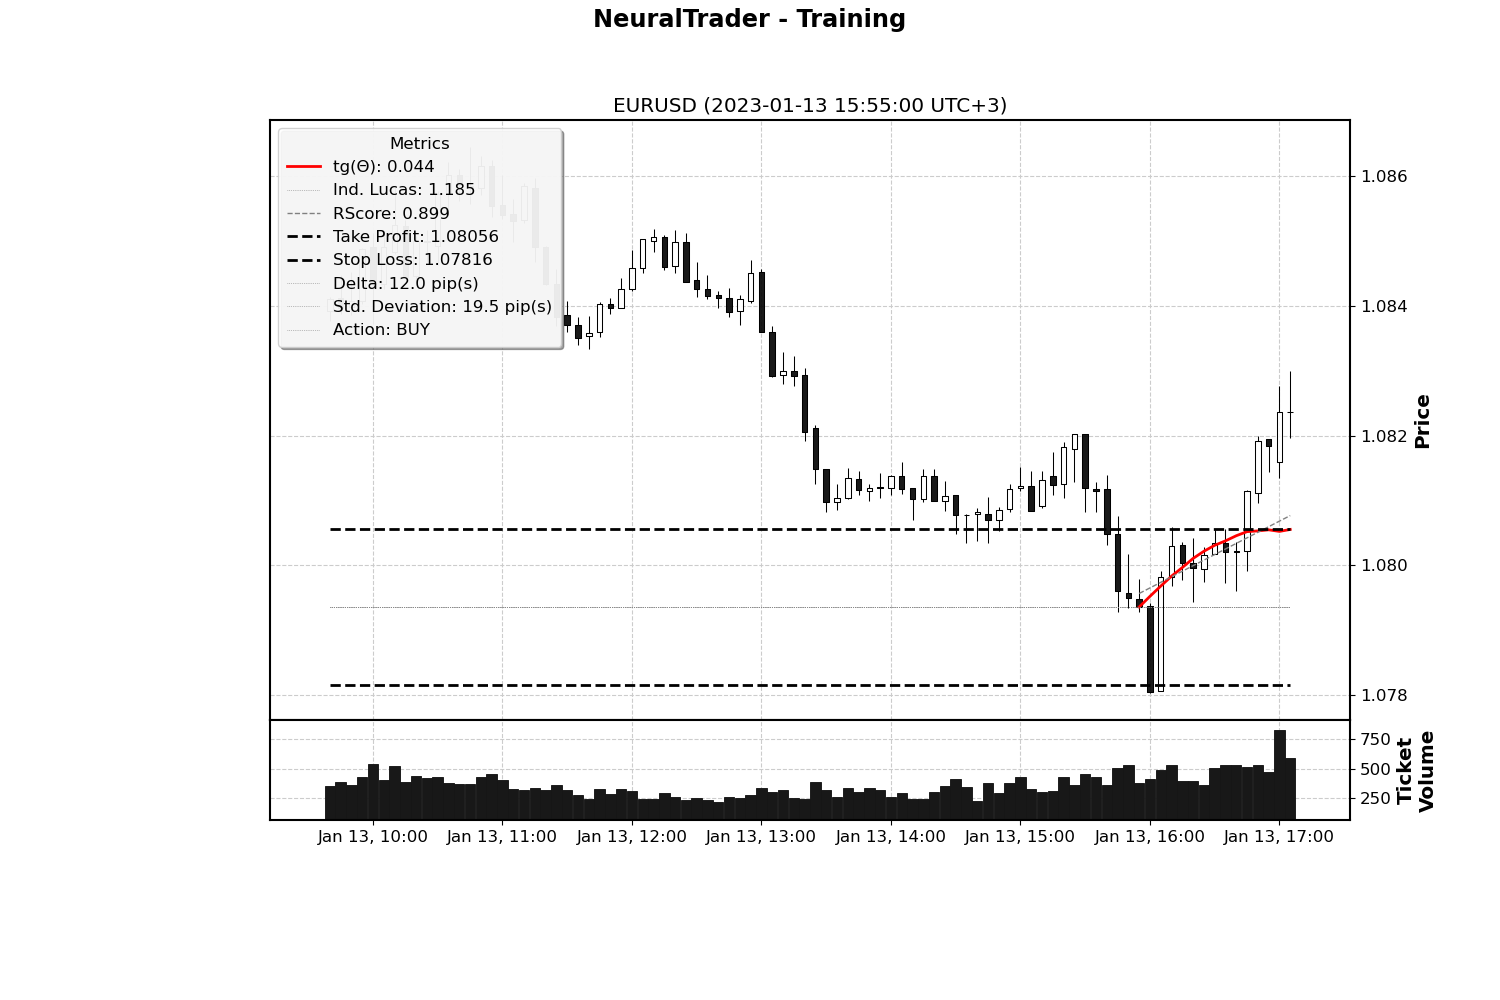 NeuralTrader - Training
EURUSD (2023-01-13 15:55:00 UTC+3)
Metrics
tg(Θ): 0.044
Ind. Lucas: 1.185
RScore: 0.899
Take Profit: 1.08056
Stop Loss: 1.07816
Delta: 12.0 pip(s)
Std. Deviation: 19.5 pip(s)
Action: BUY
1.086
1.084
1.082
1.080
1.078
Price
750
500
250
Ticket
Volume
Jan 13, 10:00 Jan 13, 11:00 Jan 13, 12:00 Jan 13, 13:00 Jan 13, 14:00 Jan 13, 15:00 Jan 13, 16:00 Jan 13, 17:00